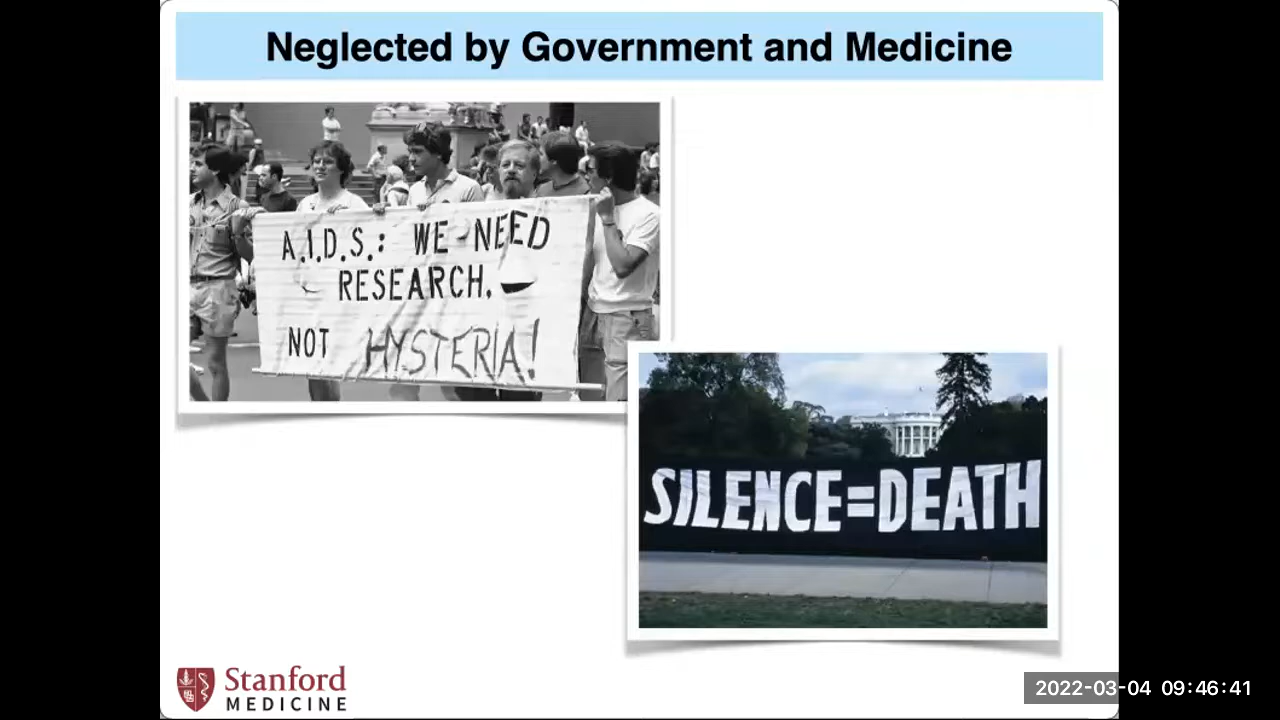 Neglected by Government and Medicine
A.I.D.S.: WE NEED
RESEARCH,
NOT HYSTERIA!
SILENCE=DEATH
Stanford
MEDICINE
2022-03-04 09:46:41